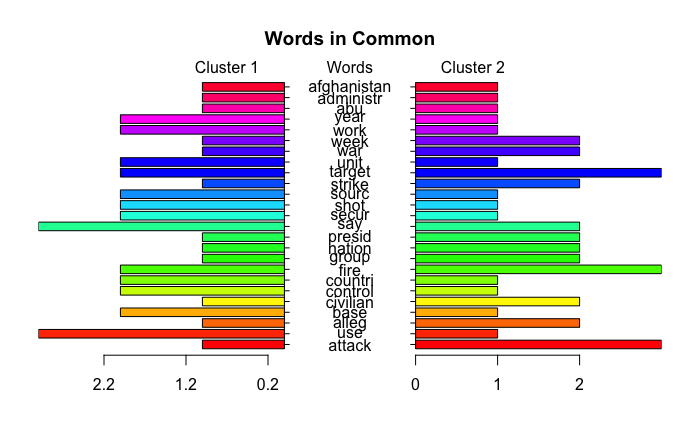 Words in Common
Cluster 1 Words Cluster 2
afghanistan
administr
abu
year
work
week
war
unit
target
strike
sourc
shot
secur
say
presid
nation
group
fire
countri
control
civilian
base
alleg
use
attack
2.2 1.2 0.2 0 1 2